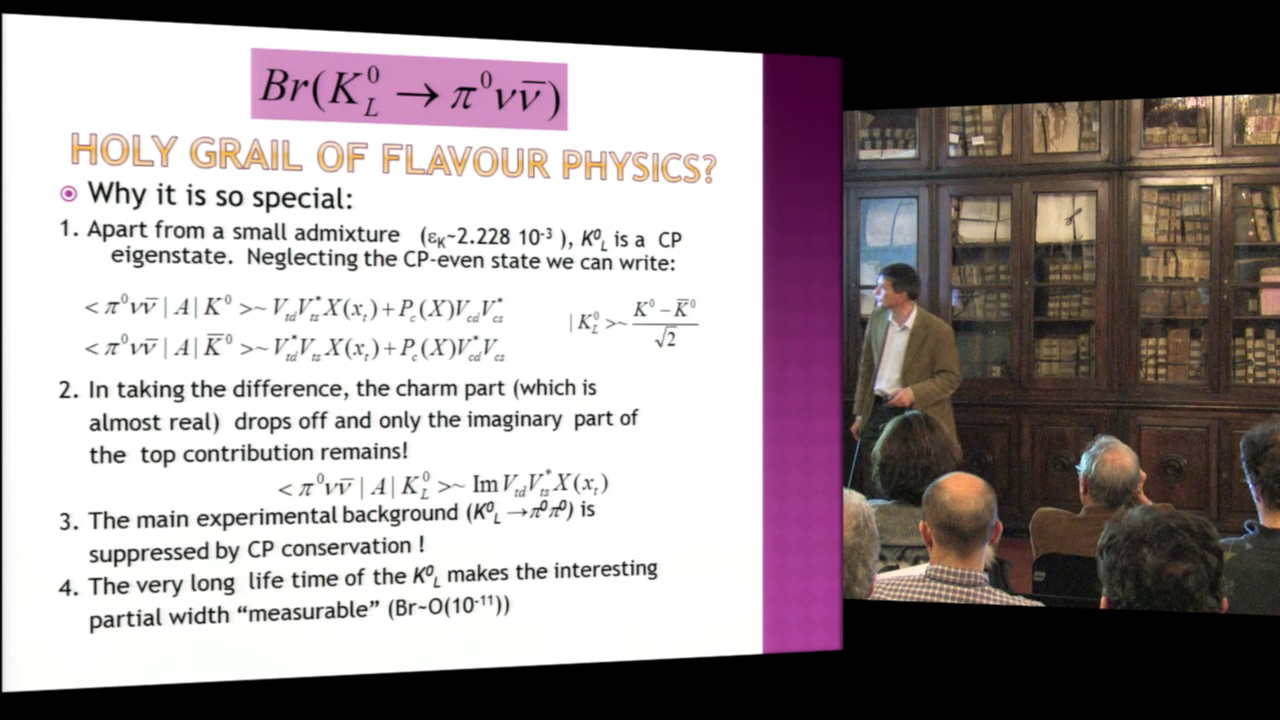 Br(K⁰_L → π⁰νν̅)
HOLY GRAIL OF FLAVOUR PHYSICS?
Why it is so special:
1. Apart from a small admixture (ε_K~2.228 10⁻³ ), K⁰_L is a CP
eigenstate. Neglecting the CP-even state we can write:
< π⁰νν̅ | A | K⁰ >~ V_td V*_ts X(x_t) + P_c(X)V_cd V*_cs
| K⁰_L >~ (K⁰ − K̅⁰)/√2
< π⁰νν̅ | A | K̅⁰ >~ V*_td V_ts X(x_t) + P_c(X)V*_cd V_cs
2. In taking the difference, the charm part (which is
almost real) drops off and only the imaginary part of
the top contribution remains!
< π⁰νν̅ | A | K⁰_L >~ Im V_td V*_ts X(x_t)
3. The main experimental background (K⁰_L →π⁰π⁰) is
suppressed by CP conservation !
4. The very long life time of the K⁰_L makes the interesting
partial width “measurable” (Br~O(10⁻¹¹))